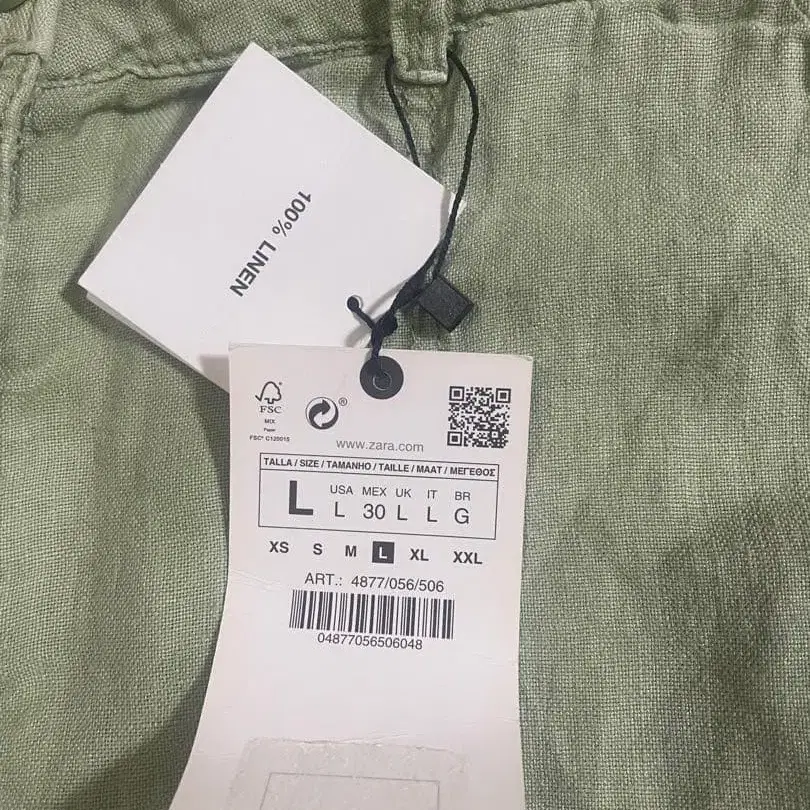 100% LINEN
FSC
MIX
Paper
FSC® C120015
®
www.zara.com
TALLA / SIZE / TAMANHO / TAILLE / MAAT / ΜΕΓΕΘΟΣ
L
USA MEX UK IT BR
L 30 L L G
XS S M L XL XXL
ART.: 4877/056/506
04877056506048